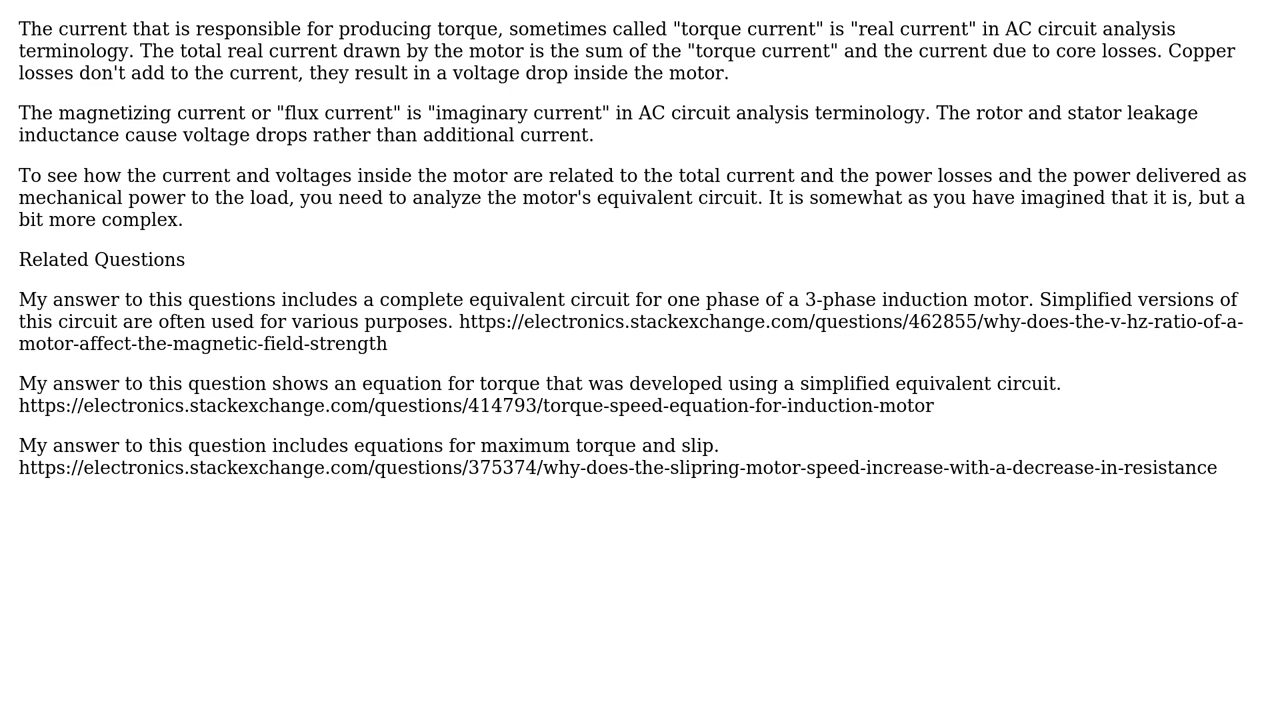 The current that is responsible for producing torque, sometimes called "torque current" is "real current" in AC circuit analysis
terminology. The total real current drawn by the motor is the sum of the "torque current" and the current due to core losses. Copper
losses don't add to the current, they result in a voltage drop inside the motor.
The magnetizing current or "flux current" is "imaginary current" in AC circuit analysis terminology. The rotor and stator leakage
inductance cause voltage drops rather than additional current.
To see how the current and voltages inside the motor are related to the total current and the power losses and the power delivered as
mechanical power to the load, you need to analyze the motor's equivalent circuit. It is somewhat as you have imagined that it is, but a
bit more complex.
Related Questions
My answer to this questions includes a complete equivalent circuit for one phase of a 3-phase induction motor. Simplified versions of
this circuit are often used for various purposes. https://electronics.stackexchange.com/questions/462855/why-does-the-v-hz-ratio-of-a-
motor-affect-the-magnetic-field-strength
My answer to this question shows an equation for torque that was developed using a simplified equivalent circuit.
https://electronics.stackexchange.com/questions/414793/torque-speed-equation-for-induction-motor
My answer to this question includes equations for maximum torque and slip.
https://electronics.stackexchange.com/questions/375374/why-does-the-slipring-motor-speed-increase-with-a-decrease-in-resistance